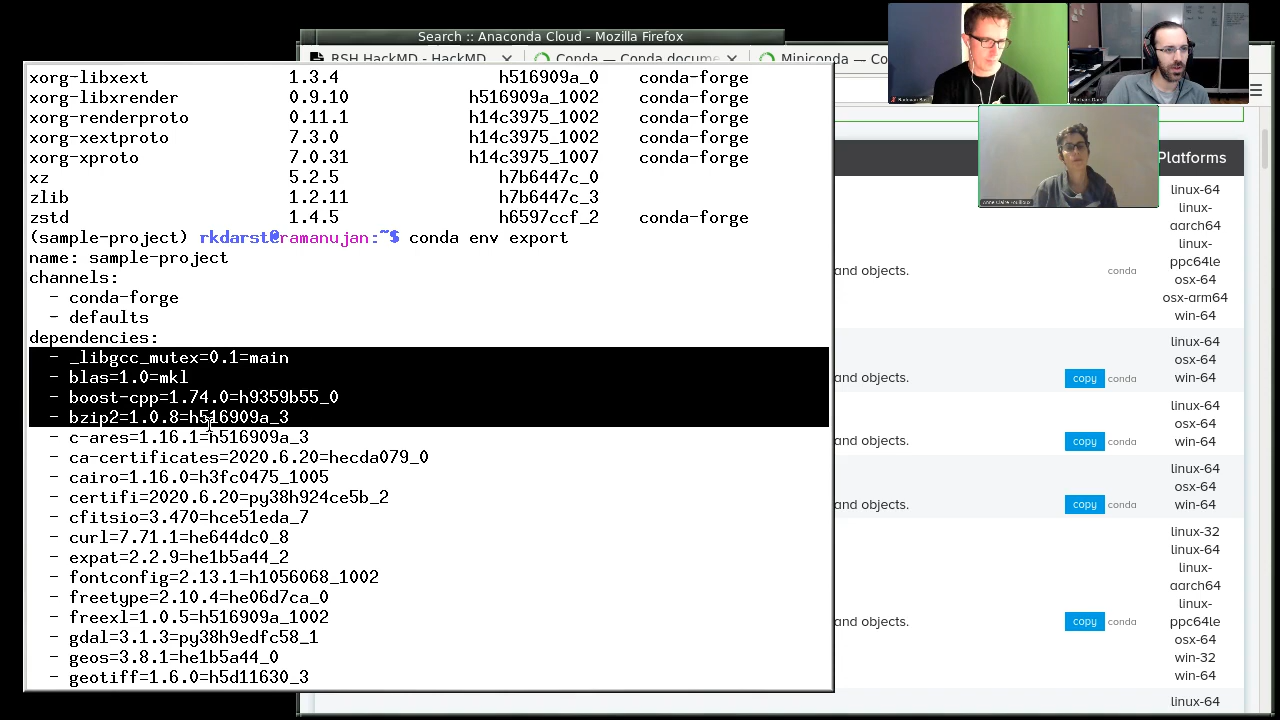 Search :: Anaconda Cloud - Mozilla Firefox
RSH HackMD - HackMD
Conda — Conda docume
Miniconda — Co
xorg-libxext 1.3.4 h516909a_0 conda-forge
xorg-libxrender 0.9.10 h516909a_1002 conda-forge
xorg-renderproto 0.11.1 h14c3975_1002 conda-forge
xorg-xextproto 7.3.0 h14c3975_1002 conda-forge
xorg-xproto 7.0.31 h14c3975_1007 conda-forge
xz 5.2.5 h7b6447c_0
zlib 1.2.11 h7b6447c_3
zstd 1.4.5 h6597ccf_2 conda-forge
(sample-project) rkdarst@ramanujan:~$ conda env export
name: sample-project
channels:
- conda-forge
- defaults
dependencies:
- _libgcc_mutex=0.1=main
- blas=1.0=mkl
- boost-cpp=1.74.0=h9359b55_0
- bzip2=1.0.8=h516909a_3
- c-ares=1.16.1=h516909a_3
- ca-certificates=2020.6.20=hecda079_0
- cairo=1.16.0=h3fc0475_1005
- certifi=2020.6.20=py38h924ce5b_2
- cfitsio=3.470=hce51eda_7
- curl=7.71.1=he644dc0_8
- expat=2.2.9=he1b5a44_2
- fontconfig=2.13.1=h1056068_1002
- freetype=2.10.4=he06d7ca_0
- freexl=1.0.5=h516909a_1002
- gdal=3.1.3=py38h9edfc58_1
- geos=3.8.1=he1b5a44_0
- geotiff=1.6.0=h5d11630_3
Platforms
linux-64
linux-
aarch64
linux-
ppc64le
and objects. conda
osx-64
osx-arm64
win-64
linux-64
osx-64
and objects. copy conda
win-64
linux-64
osx-64
and objects. copy conda
win-64
linux-64
osx-64
and objects. copy conda
win-64
linux-32
linux-64
linux-
aarch64
linux-
ppc64le
and objects. copy conda
osx-64
win-32
win-64
linux-64